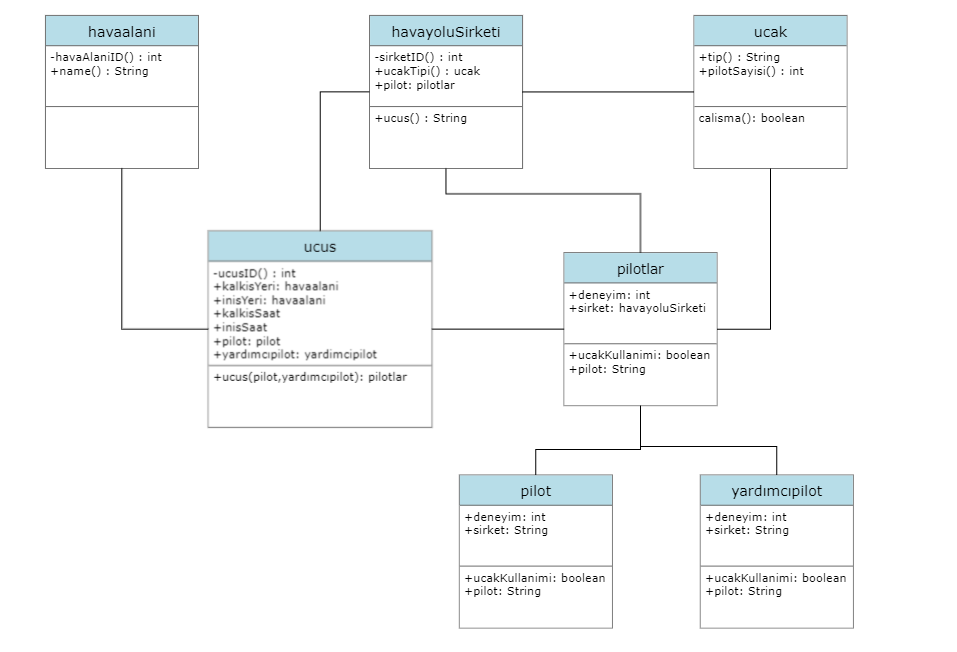 havaalani
-havaAlaniID() : int
+name() : String
havayoluSirketi
-sirketID() : int
+ucakTipi() : ucak
+pilot: pilotlar
+ucus() : String
ucak
+tip() : String
+pilotSayisi() : int
calisma(): boolean
ucus
-ucusID() : int
+kalkisYeri: havaalani
+inisYeri: havaalani
+kalkisSaat
+inisSaat
+pilot: pilot
+yardımcıpilot: yardimcipilot
+ucus(pilot,yardımcıpilot): pilotlar
pilotlar
+deneyim: int
+sirket: havayoluSirketi
+ucakKullanimi: boolean
+pilot: String
pilot
+deneyim: int
+sirket: String
+ucakKullanimi: boolean
+pilot: String
yardımcıpilot
+deneyim: int
+sirket: String
+ucakKullanimi: boolean
+pilot: String